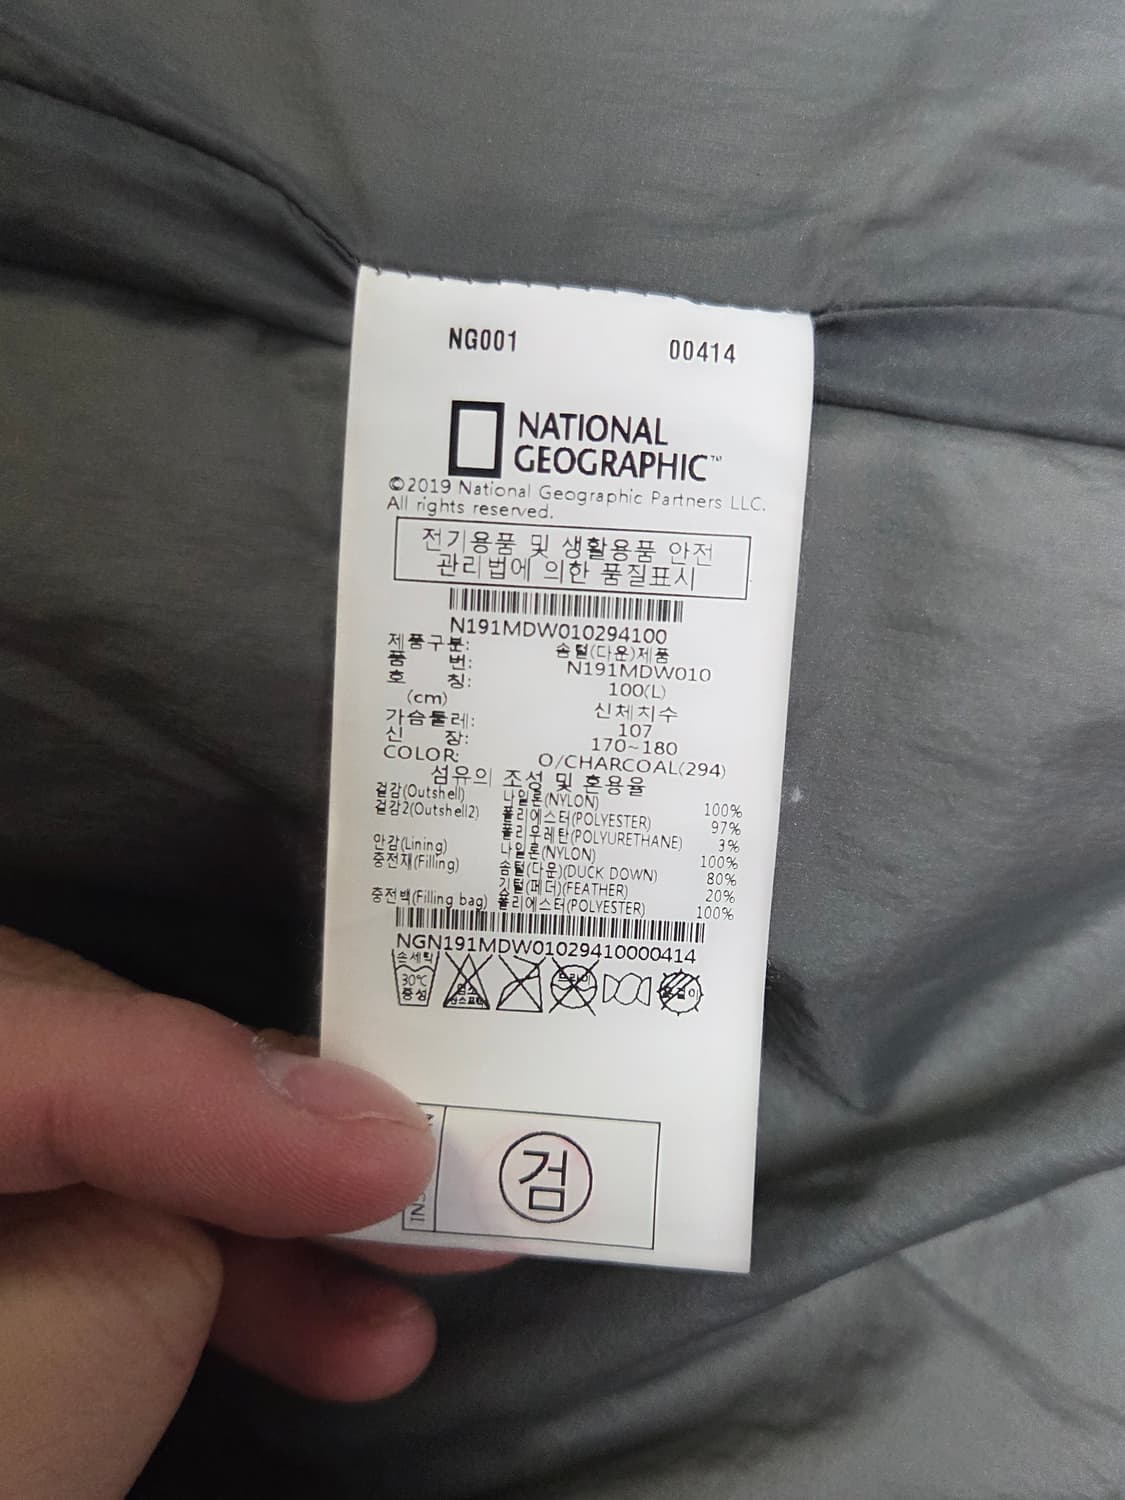 NG001 00414
NATIONAL
GEOGRAPHIC™
©2019 National Geographic Partners LLC.
All rights reserved.
전기용품 및 생활용품 안전
관리법에 의한 품질표시
N191MDW010294100
제품구분: 솜털(다운)제품
품 번: N191MDW010
호 칭: 100(L)
(cm) 신체치수
가슴둘레: 107
신 장: 170~180
COLOR: O/CHARCOAL(294)
섬유의 조성 및 혼용율
겉감(Outshell) 나일론(NYLON) 100%
겉감2(Outshell2) 폴리에스터(POLYESTER) 97%
폴리우레탄(POLYURETHANE) 3%
안감(Lining) 나일론(NYLON) 100%
충전재(Filling) 솜털(다운)(DUCK DOWN) 80%
깃털(페더)(FEATHER) 20%
충전백(Filling bag) 폴리에스터(POLYESTER) 100%
NGN191MDW01029410000414
손세탁
30℃
중성
드라이
옷걸이
검